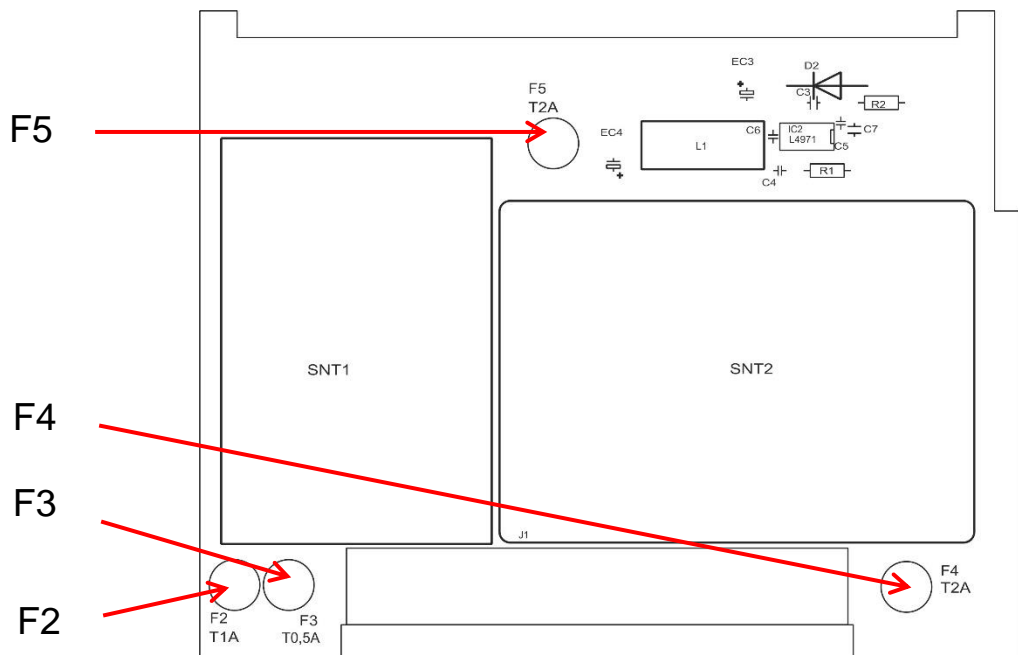 EC3
D2
F5
T2A
C3
R2
F5
EC4
L1
C6
IC2
L4971
C7
C5
C4
R1
SNT1
SNT2
F4
F3
J1
F2
F2
T1A
F3
T0,5A
F4
T2A